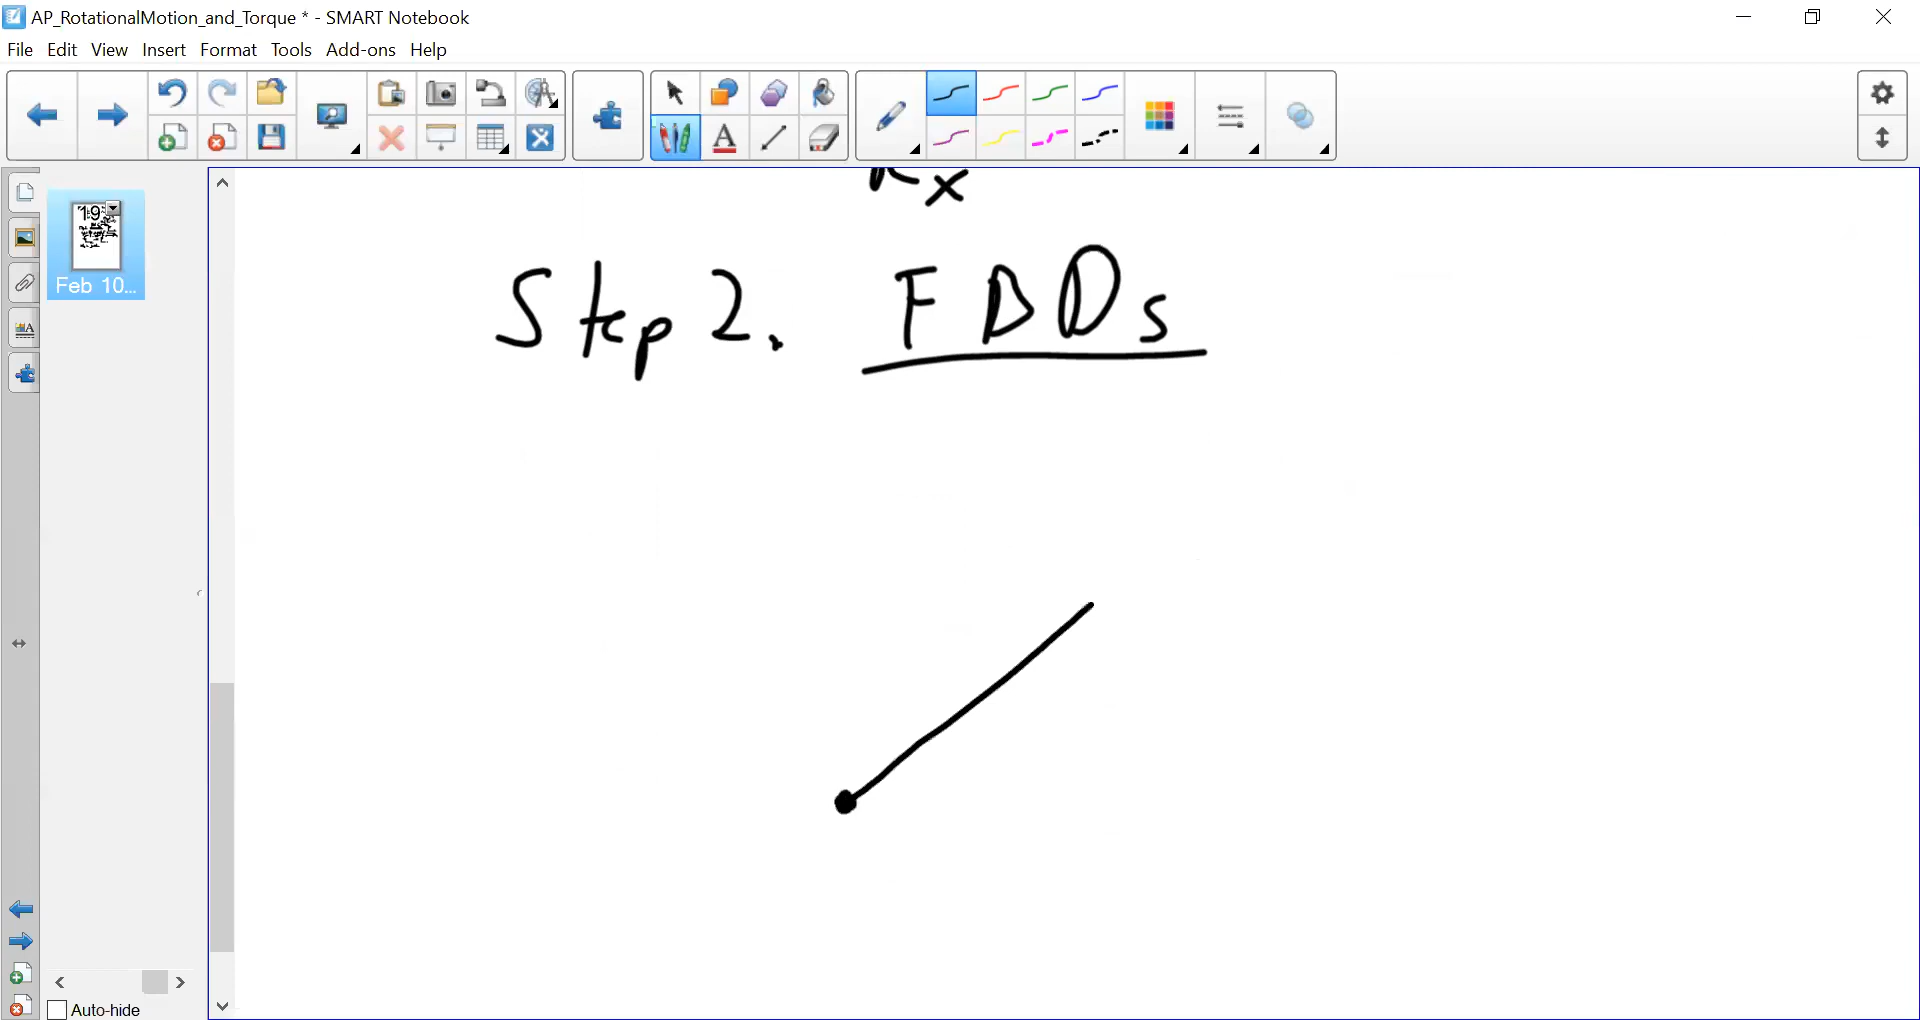 AP_RotationalMotion_and_Torque * - SMART Notebook
File Edit View Insert Format Tools Add-ons Help
x
Step 2. FBDs
19
Feb 10...
Auto-hide